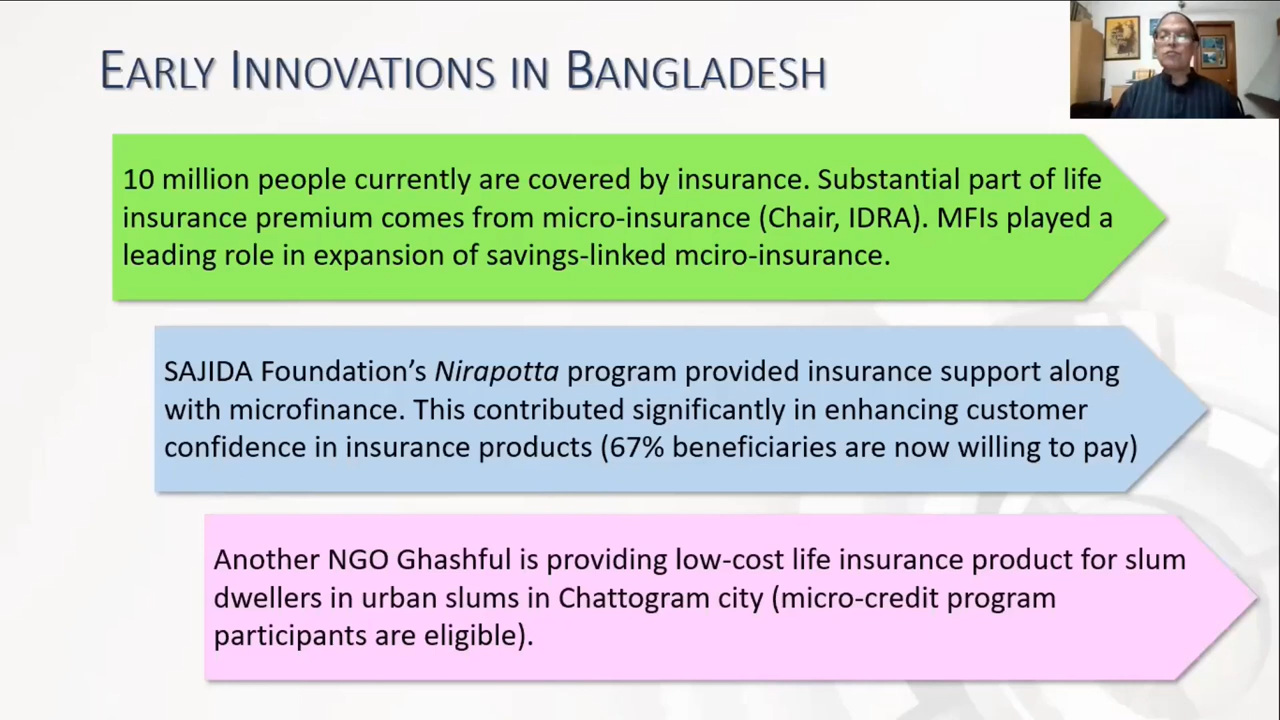 EARLY INNOVATIONS IN BANGLADESH
10 million people currently are covered by insurance. Substantial part of life
insurance premium comes from micro-insurance (Chair, IDRA). MFIs played a
leading role in expansion of savings-linked mciro-insurance.
SAJIDA Foundation’s Nirapotta program provided insurance support along
with microfinance. This contributed significantly in enhancing customer
confidence in insurance products (67% beneficiaries are now willing to pay)
Another NGO Ghashful is providing low-cost life insurance product for slum
dwellers in urban slums in Chattogram city (micro-credit program
participants are eligible).